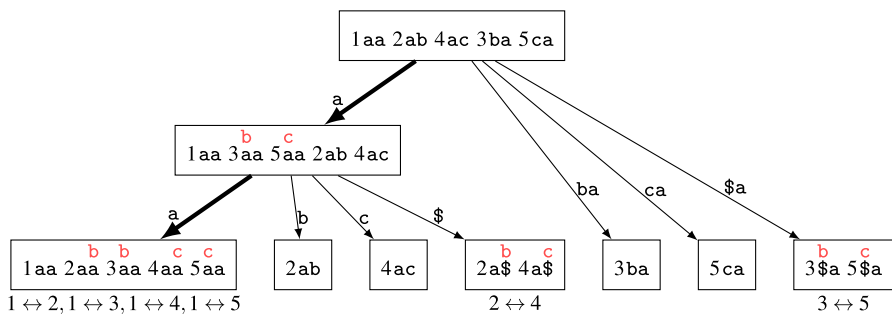 1aa 2ab 4ac 3ba 5ca
a
b c
1aa 3aa 5aa 2ab 4ac
ba ca $a
a b c $
b b c c
1aa 2aa 3aa 4aa 5aa
2ab
4ac
b c
2a$ 4a$
3ba
5ca
b c
3$a 5$a
1 ↔ 2, 1 ↔ 3, 1 ↔ 4, 1 ↔ 5
2 ↔ 4
3 ↔ 5